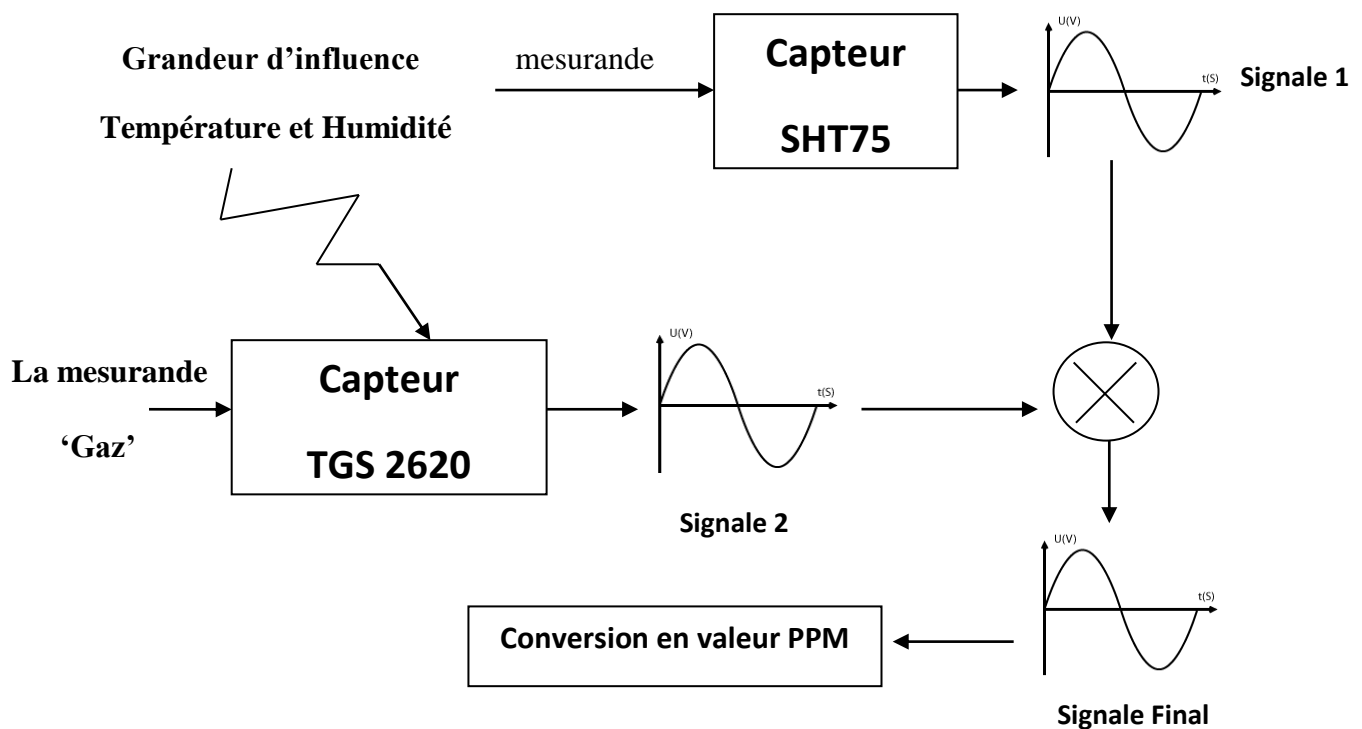 Grandeur d’influence
Température et Humidité
mesurande
Capteur
SHT75
U(V)
t(S)
Signale 1
La mesurande
‘Gaz’
Capteur
TGS 2620
U(V)
t(S)
Signale 2
U(V)
t(S)
Signale Final
Conversion en valeur PPM